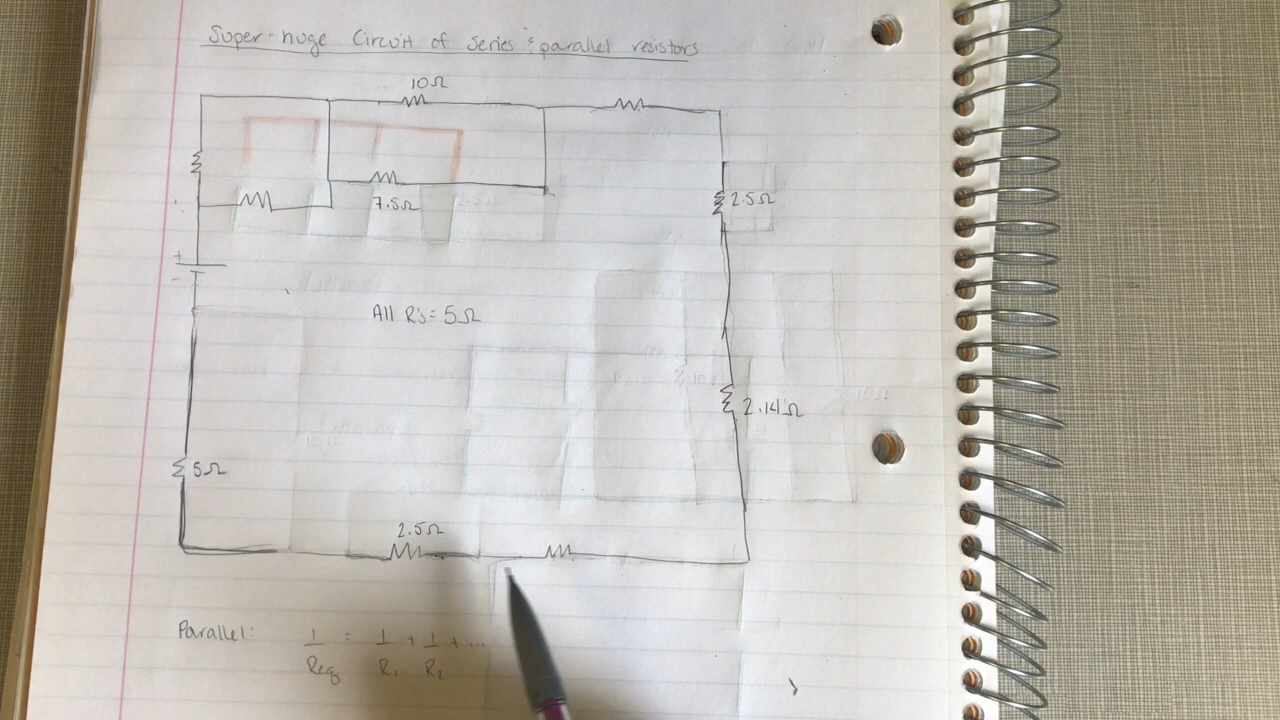 Super-huge Circuit of series & parallel resistors
10Ω
7.5Ω
2.5Ω
+
-
All R's = 5Ω
2.14Ω
5Ω
2.5Ω
Parallel: 1/Req = 1/R1 + 1/R2 + ...